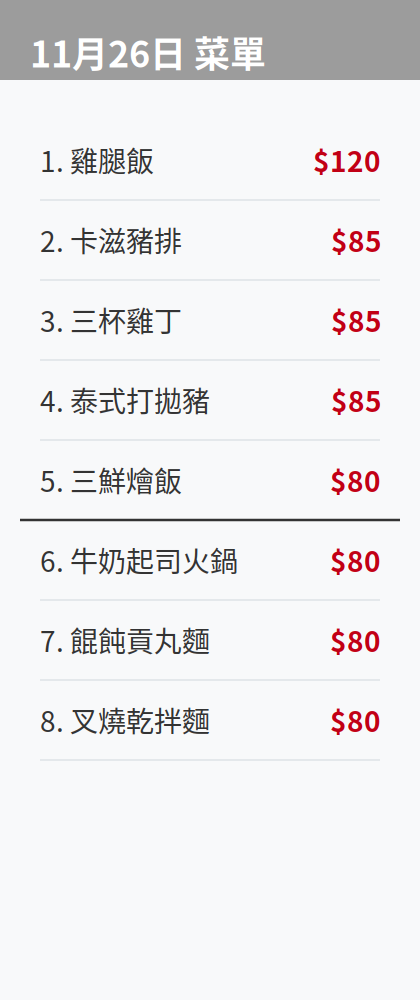 11月26日 菜單
1. 雞腿飯 $120
2. 卡滋豬排 $85
3. 三杯雞丁 $85
4. 泰式打拋豬 $85
5. 三鮮燴飯 $80
6. 牛奶起司火鍋 $80
7. 餛飩貢丸麵 $80
8. 叉燒乾拌麵 $80